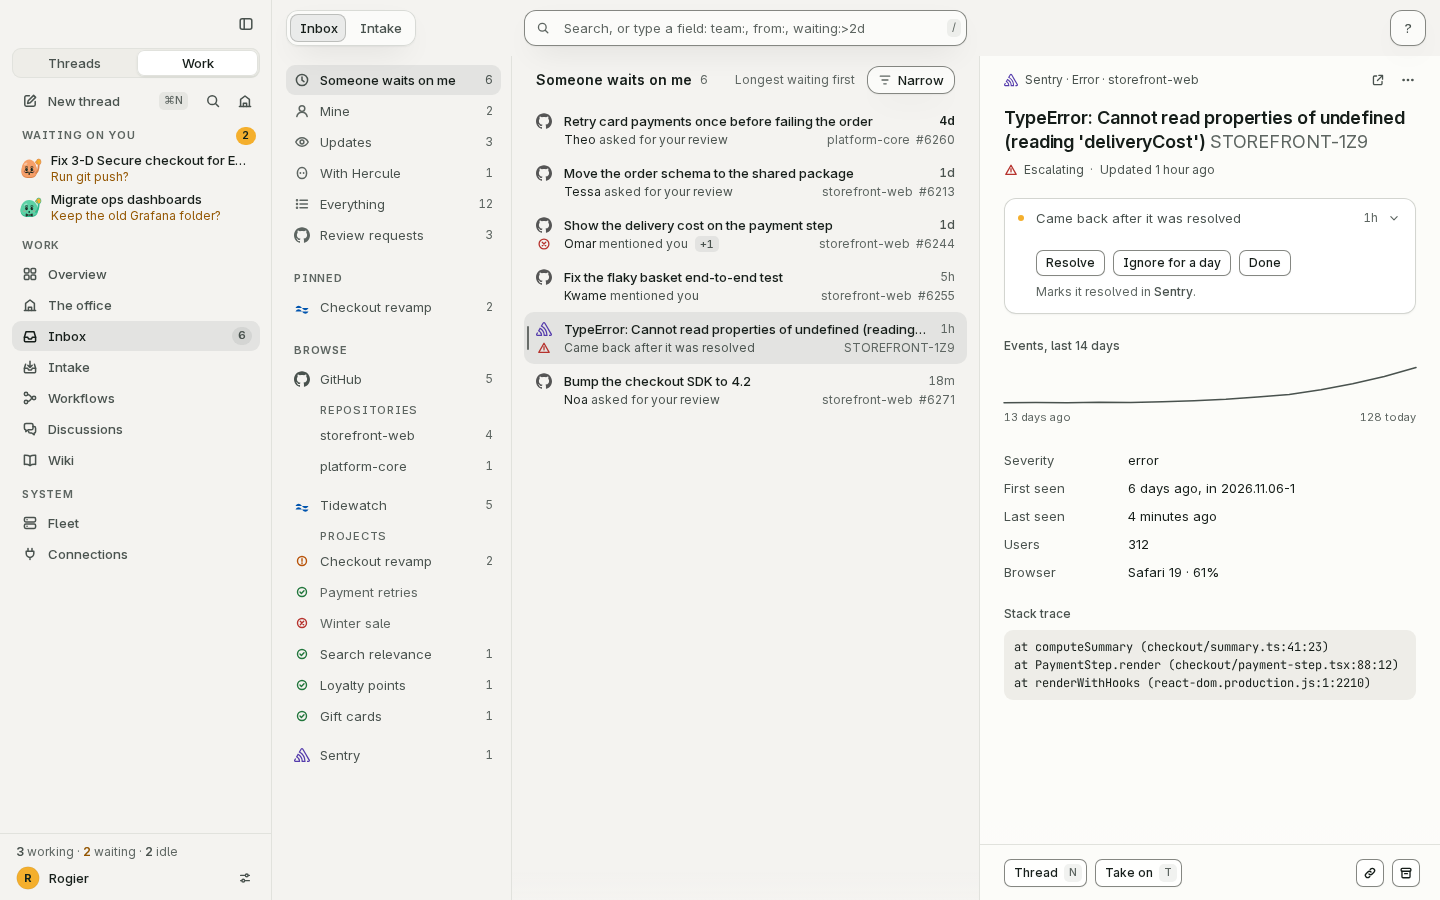 Threads
Work
New thread
⌘N
WAITING ON YOU
2
Fix 3-D Secure checkout for E...
Run git push?
Migrate ops dashboards
Keep the old Grafana folder?
WORK
Overview
The office
Inbox
6
Intake
Workflows
Discussions
Wiki
SYSTEM
Fleet
Connections
3 working · 2 waiting · 2 idle
R
Rogier
Inbox
Intake
Someone waits on me 6
Mine 2
Updates 3
With Hercule 1
Everything 12
Review requests 3
PINNED
Checkout revamp 2
BROWSE
GitHub 5
REPOSITORIES
storefront-web 4
platform-core 1
Tidewatch 5
PROJECTS
Checkout revamp 2
Payment retries
Winter sale
Search relevance 1
Loyalty points 1
Gift cards 1
Sentry 1
Search, or type a field: team:, from:, waiting:>2d
/
?
Someone waits on me 6
Longest waiting first
Narrow
Retry card payments once before failing the order 4d
Theo asked for your review platform-core #6260
Move the order schema to the shared package 1d
Tessa asked for your review storefront-web #6213
Show the delivery cost on the payment step 1d
Omar mentioned you +1 storefront-web #6244
Fix the flaky basket end-to-end test 5h
Kwame mentioned you storefront-web #6255
TypeError: Cannot read properties of undefined (reading... 1h
Came back after it was resolved STOREFRONT-1Z9
Bump the checkout SDK to 4.2 18m
Noa asked for your review storefront-web #6271
Sentry · Error · storefront-web
TypeError: Cannot read properties of undefined
(reading 'deliveryCost') STOREFRONT-1Z9
Escalating · Updated 1 hour ago
Came back after it was resolved 1h
Resolve
Ignore for a day
Done
Marks it resolved in Sentry.
Events, last 14 days
13 days ago 128 today
Severity error
First seen 6 days ago, in 2026.11.06-1
Last seen 4 minutes ago
Users 312
Browser Safari 19 · 61%
Stack trace
at computeSummary (checkout/summary.ts:41:23)
at PaymentStep.render (checkout/payment-step.tsx:88:12)
at renderWithHooks (react-dom.production.js:1:2210)
Thread N
Take on T